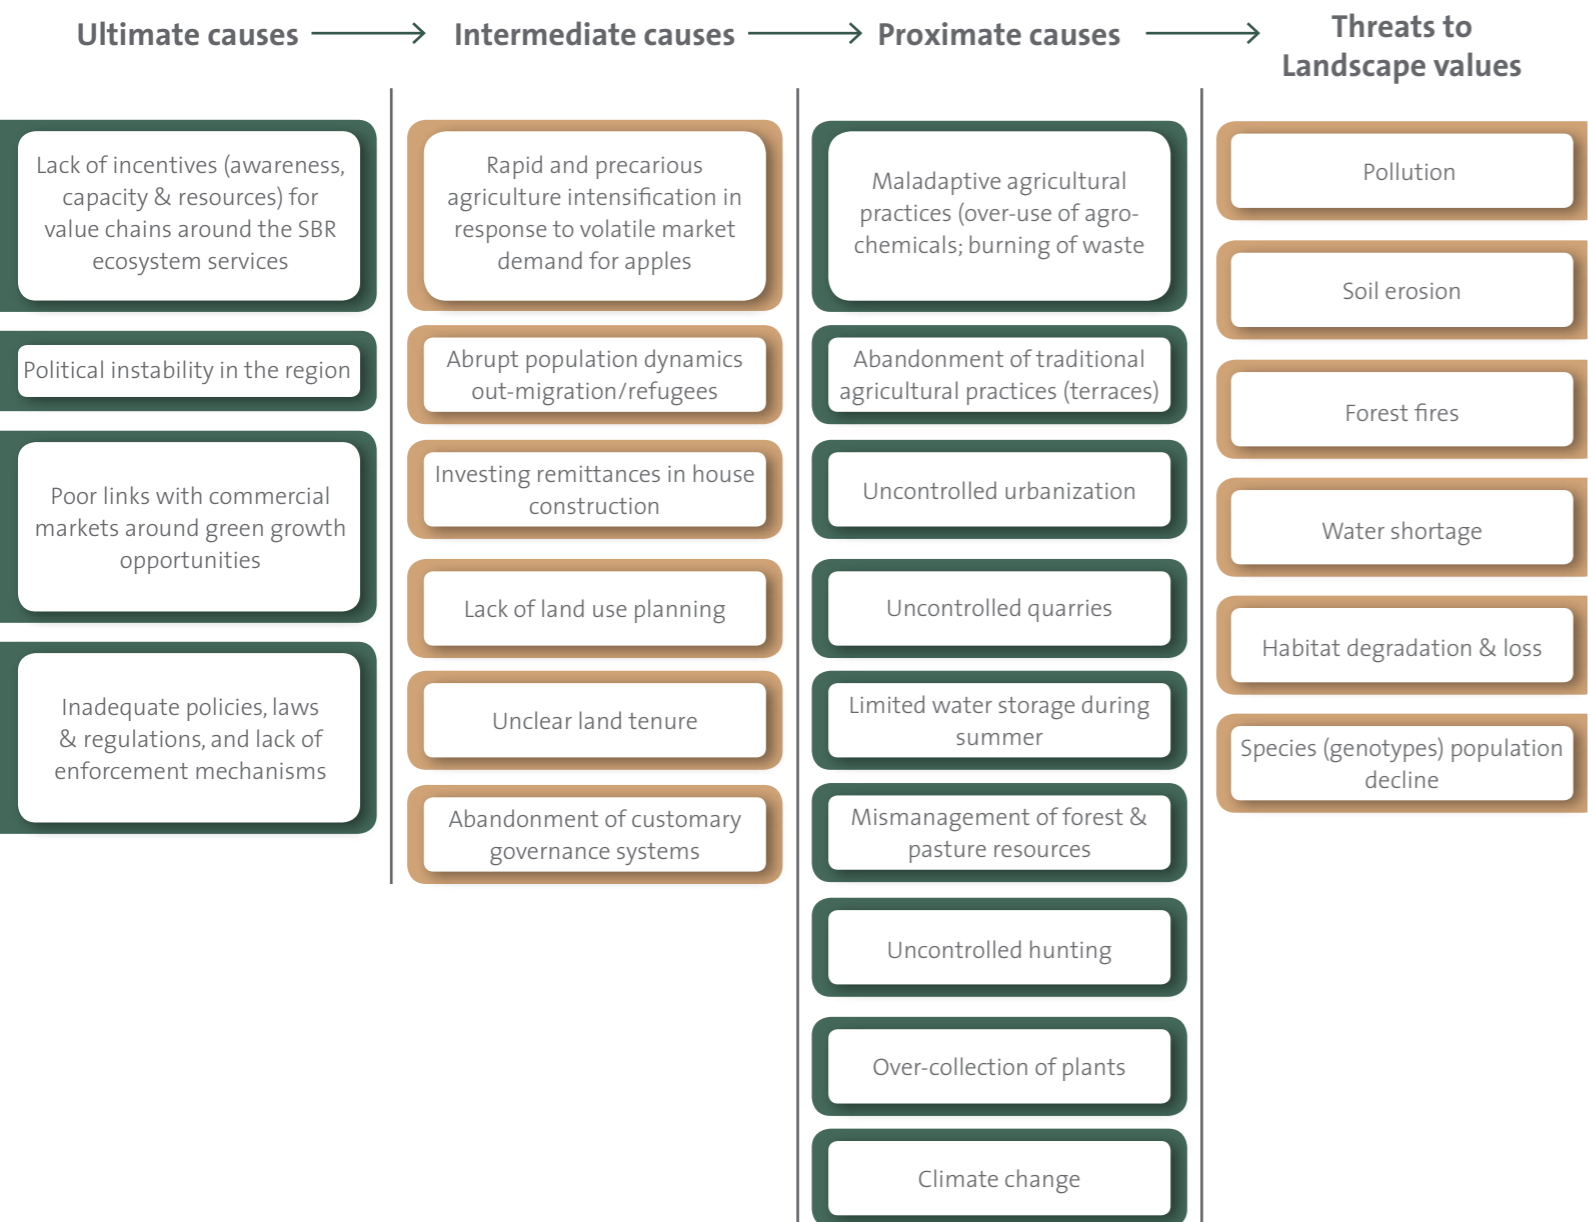 Ultimate causes
Intermediate causes
Proximate causes
Threats to
Landscape values
Lack of incentives (awareness,
capacity & resources) for
value chains around the SBR
ecosystem services
Political instability in the region
Poor links with commercial
markets around green growth
opportunities
Inadequate policies, laws
& regulations, and lack of
enforcement mechanisms
Rapid and precarious
agriculture intensification in
response to volatile market
demand for apples
Abrupt population dynamics
out-migration/refugees
Investing remittances in house
construction
Lack of land use planning
Unclear land tenure
Abandonment of customary
governance systems
Maladaptive agricultural
practices (over-use of agro-
chemicals; burning of waste
Abandonment of traditional
agricultural practices (terraces)
Uncontrolled urbanization
Uncontrolled quarries
Limited water storage during
summer
Mismanagement of forest &
pasture resources
Uncontrolled hunting
Over-collection of plants
Climate change
Pollution
Soil erosion
Forest fires
Water shortage
Habitat degradation & loss
Species (genotypes) population
decline